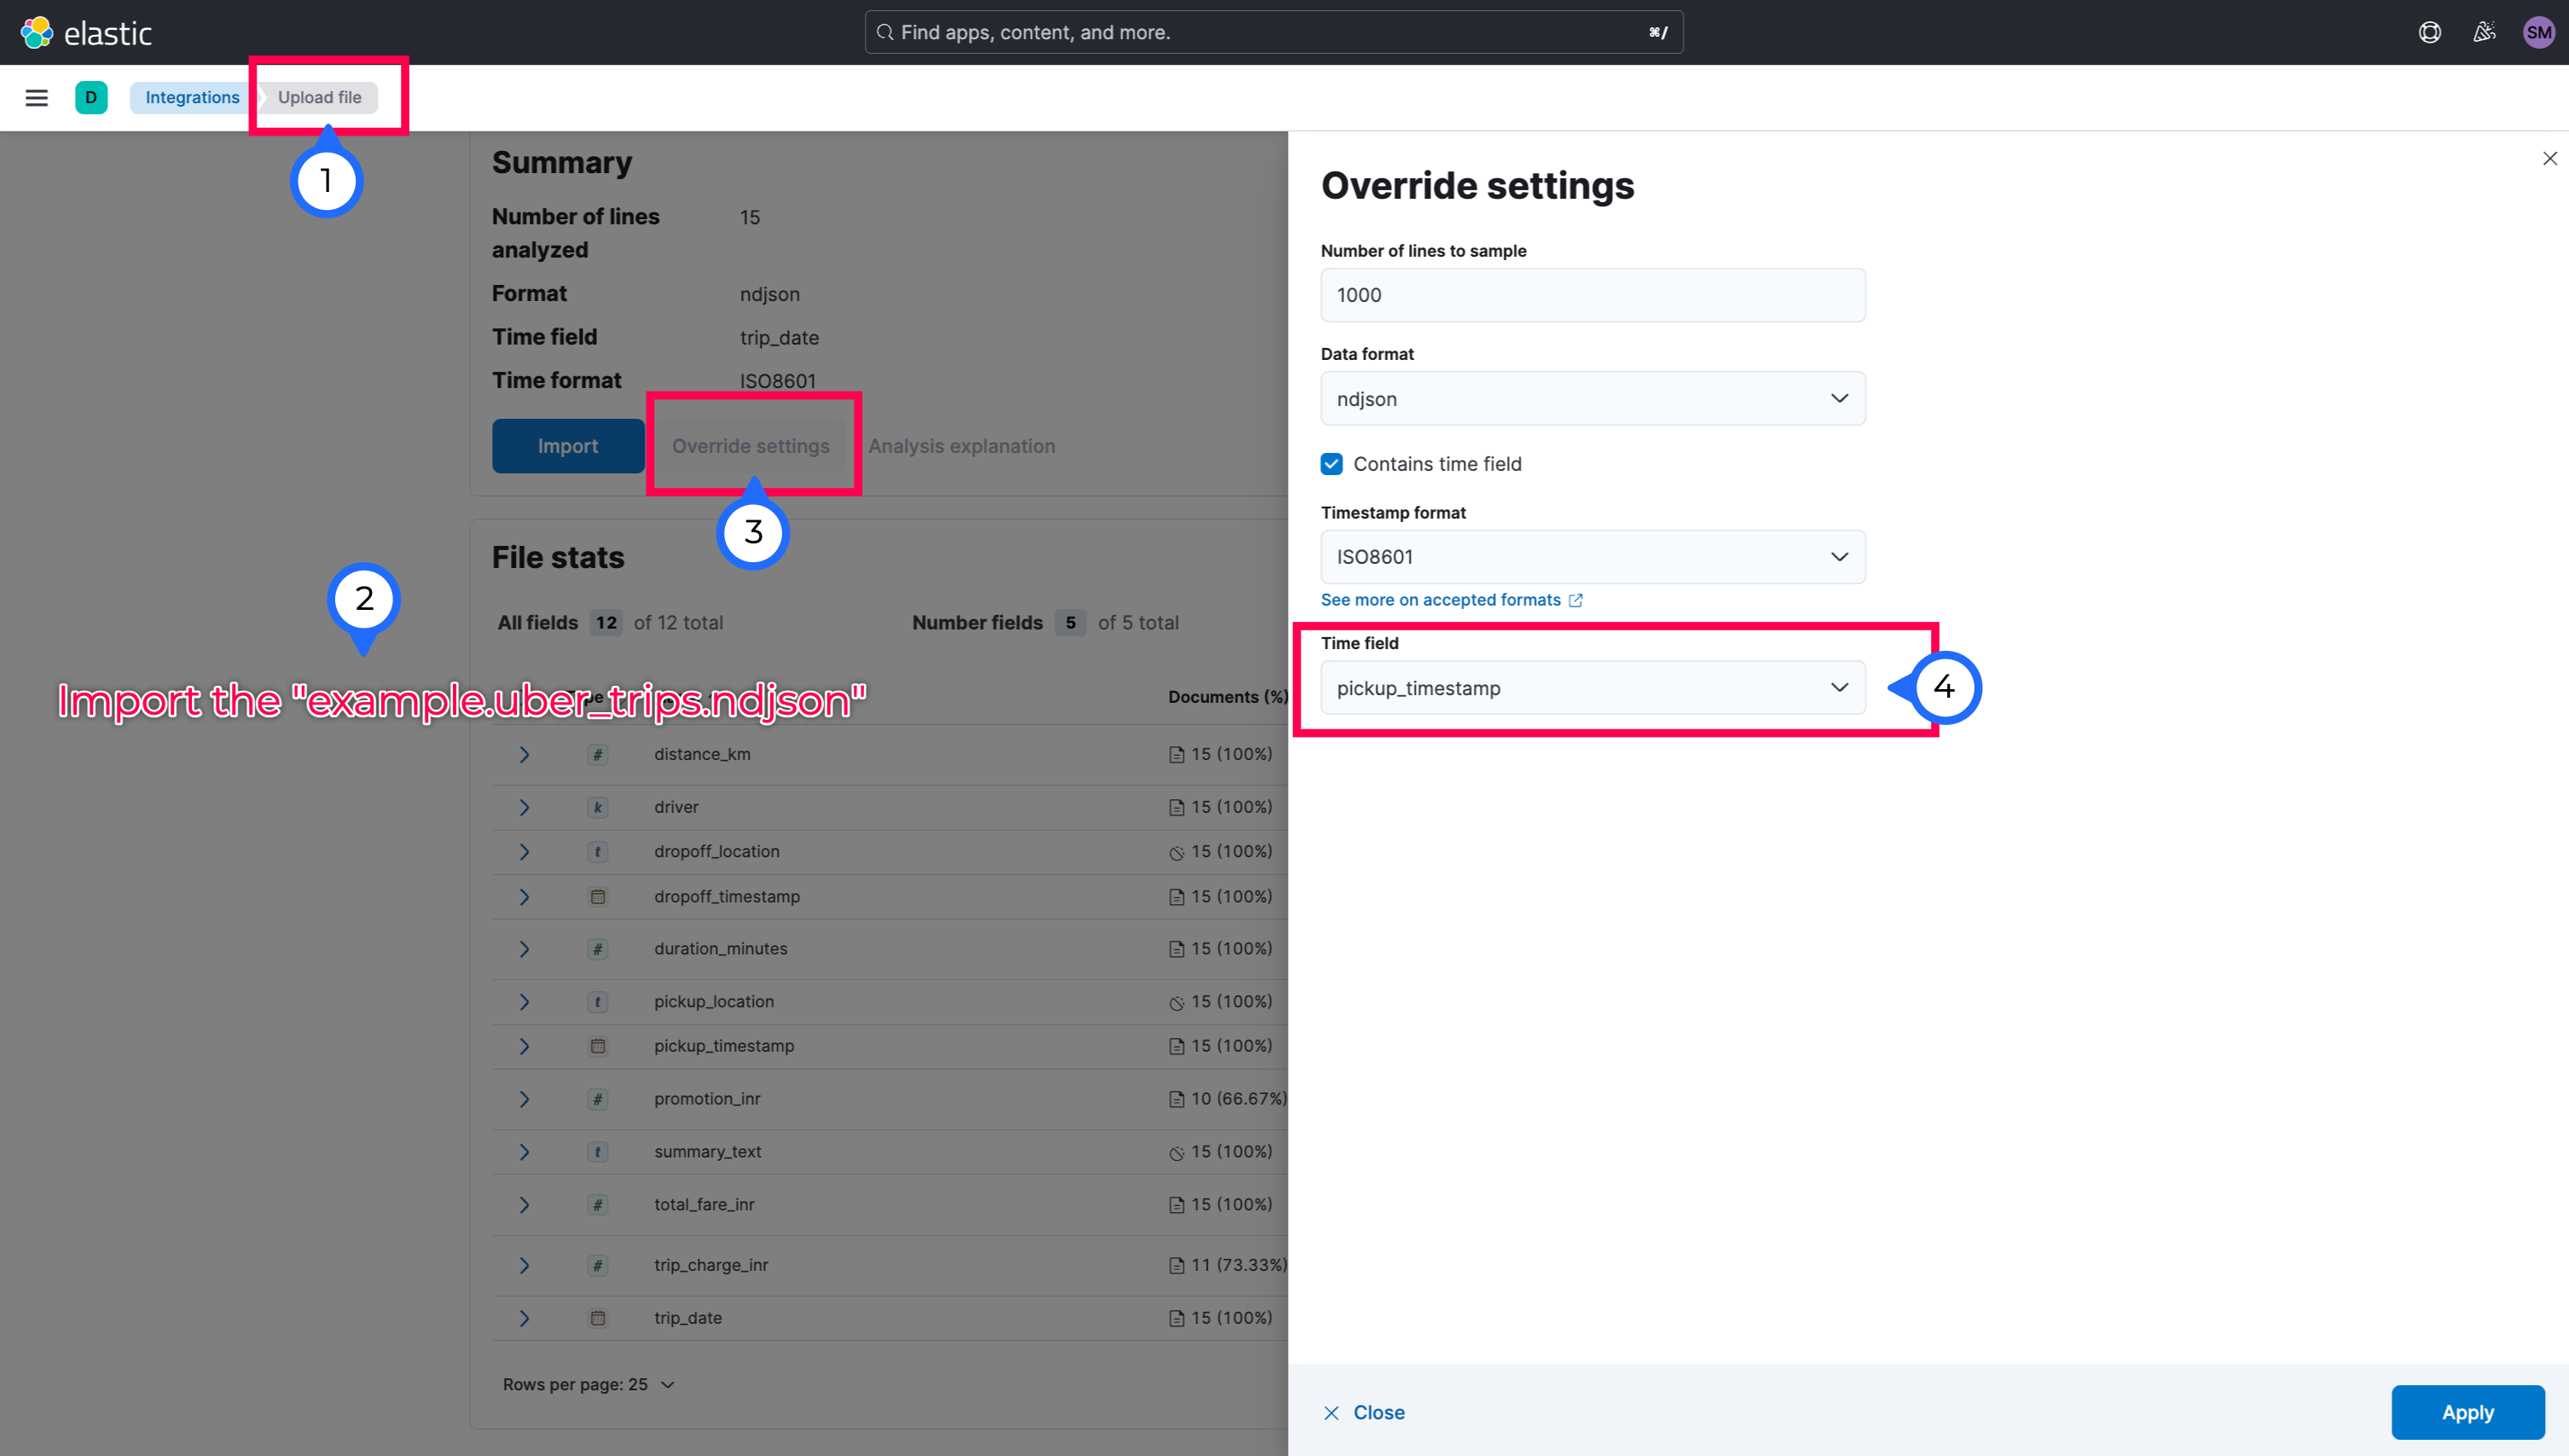 elastic
Find apps, content, and more.
⌘/
SM
D
Integrations
Upload file
1
Summary
Number of lines analyzed
15
Format
ndjson
Time field
trip_date
Time format
ISO8601
Import
Override settings
Analysis explanation
3
File stats
2
All fields 12 of 12 total
Number fields 5 of 5 total
Import the "example.uber_trips.ndjson"
Documents (%)
# distance_km 15 (100%)
k driver 15 (100%)
t dropoff_location 15 (100%)
dropoff_timestamp 15 (100%)
# duration_minutes 15 (100%)
t pickup_location 15 (100%)
pickup_timestamp 15 (100%)
# promotion_inr 10 (66.67%)
t summary_text 15 (100%)
# total_fare_inr 15 (100%)
# trip_charge_inr 11 (73.33%)
trip_date 15 (100%)
Rows per page: 25
Override settings
Number of lines to sample
1000
Data format
ndjson
Contains time field
Timestamp format
ISO8601
See more on accepted formats
Time field
pickup_timestamp
4
Close
Apply